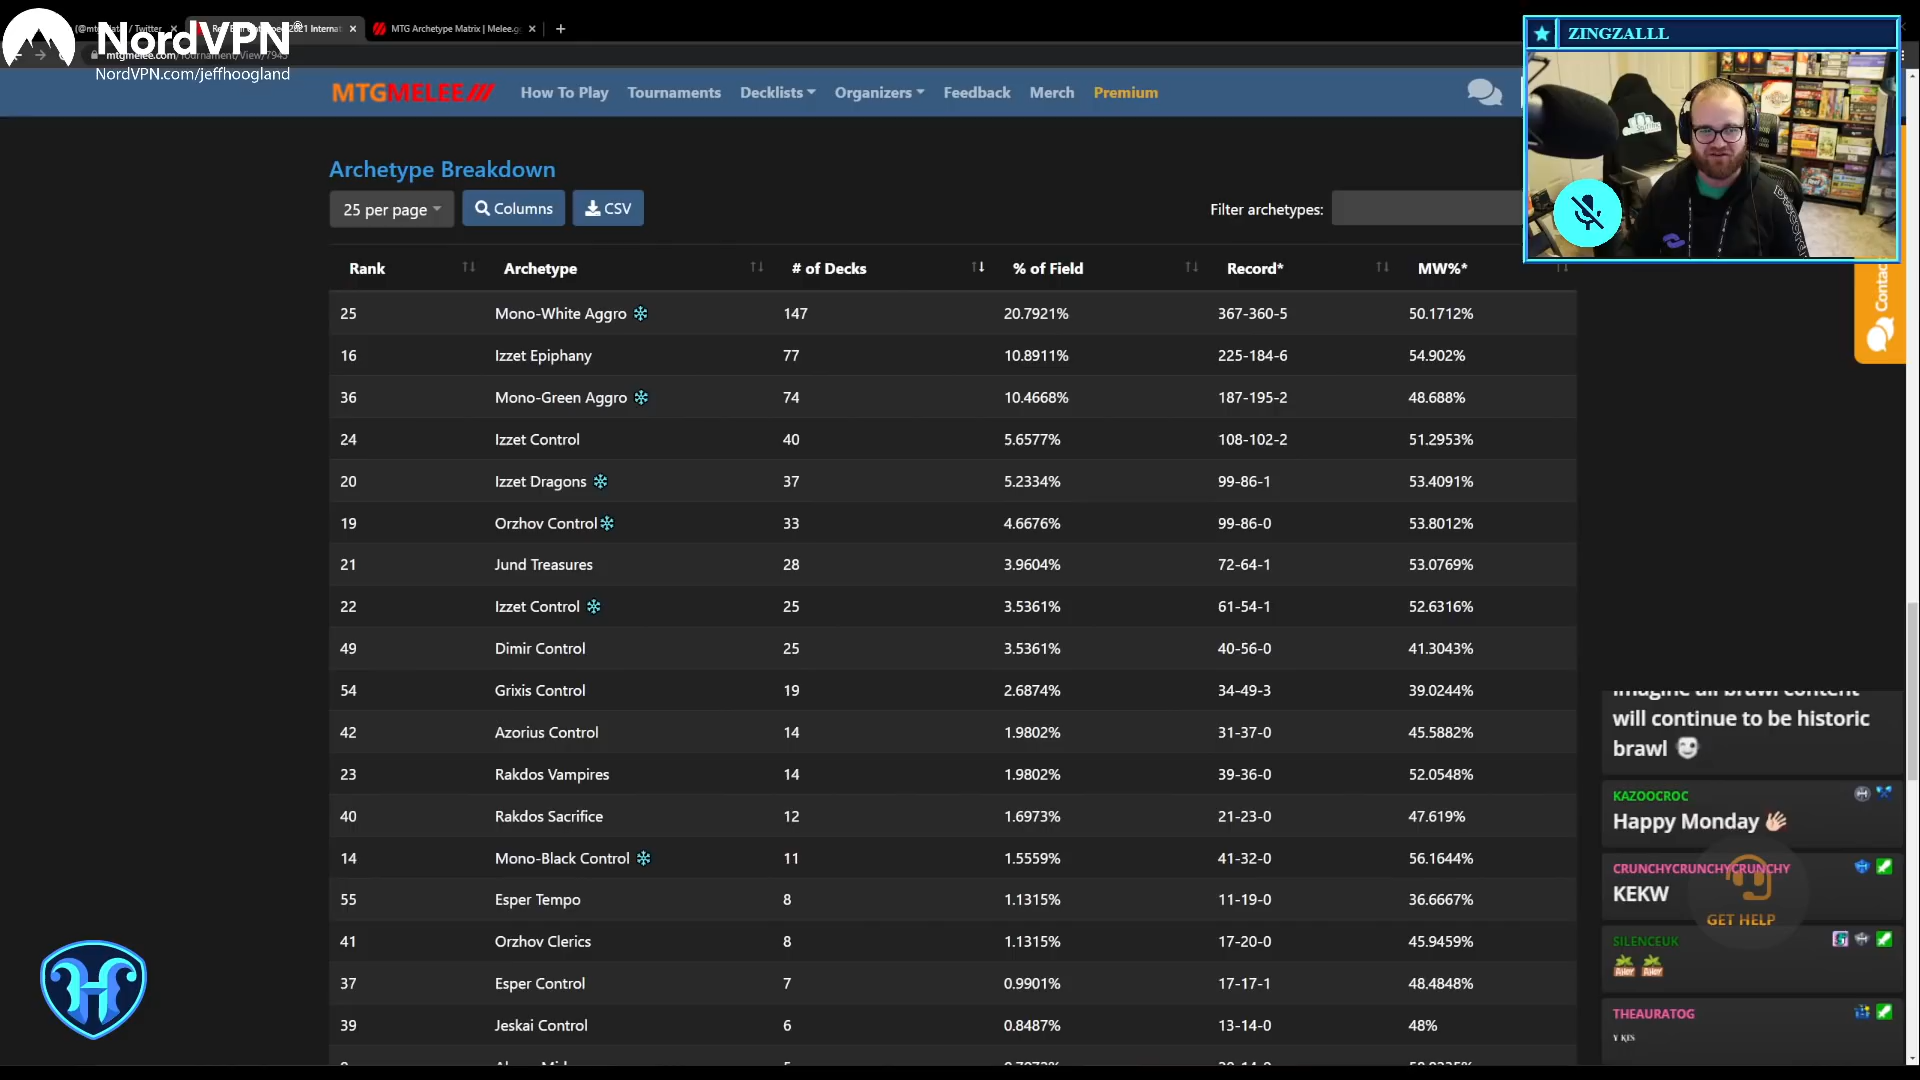 NordVPN®
NordVPN.com/jeffhoogland
MTG Archetype Matrix | Melee.g
ZINGZALLL
MTGMELEE
How To Play
Tournaments
Decklists
Organizers
Feedback
Merch
Premium
Archetype Breakdown
25 per page
Columns
CSV
Filter archetypes:
Contac
Rank Archetype # of Decks % of Field Record* MW%*
25 Mono-White Aggro 147 20.7921% 367-360-5 50.1712%
16 Izzet Epiphany 77 10.8911% 225-184-6 54.902%
36 Mono-Green Aggro 74 10.4668% 187-195-2 48.688%
24 Izzet Control 40 5.6577% 108-102-2 51.2953%
20 Izzet Dragons 37 5.2334% 99-86-1 53.4091%
19 Orzhov Control 33 4.6676% 99-86-0 53.8012%
21 Jund Treasures 28 3.9604% 72-64-1 53.0769%
22 Izzet Control 25 3.5361% 61-54-1 52.6316%
49 Dimir Control 25 3.5361% 40-56-0 41.3043%
54 Grixis Control 19 2.6874% 34-49-3 39.0244%
42 Azorius Control 14 1.9802% 31-37-0 45.5882%
23 Rakdos Vampires 14 1.9802% 39-36-0 52.0548%
40 Rakdos Sacrifice 12 1.6973% 21-23-0 47.619%
14 Mono-Black Control 11 1.5559% 41-32-0 56.1644%
55 Esper Tempo 8 1.1315% 11-19-0 36.6667%
41 Orzhov Clerics 8 1.1315% 17-20-0 45.9459%
37 Esper Control 7 0.9901% 17-17-1 48.4848%
39 Jeskai Control 6 0.8487% 13-14-0 48%
imagine all brawl content
will continue to be historic
brawl
KAZOOCROC
Happy Monday
CRUNCHYCRUNCHYCRUNCHY
KEKW
GET HELP
SILENCEUK
THEAURATOG